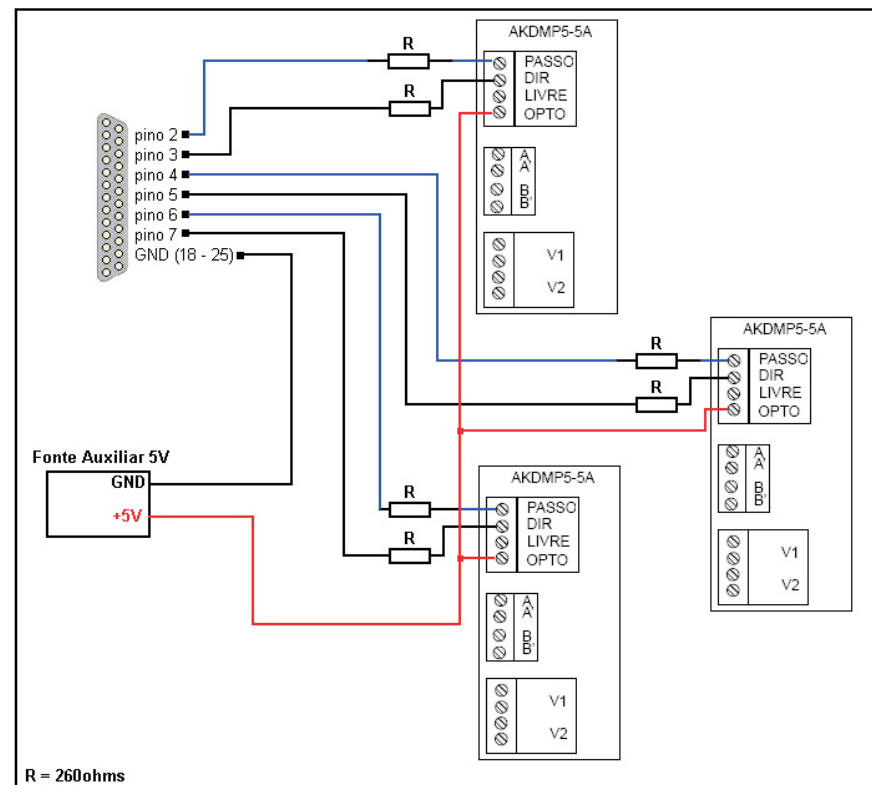 AKDMP5-5A
R
PASSO
DIR
LIVRE
OPTO
R
A
A'
B
B'
V1
V2
pino 2
pino 3
pino 4
pino 5
pino 6
pino 7
GND (18 - 25)
AKDMP5-5A
R
PASSO
DIR
LIVRE
OPTO
R
A
A'
B
B'
V1
V2
Fonte Auxiliar 5V
GND
+5V
AKDMP5-5A
R
PASSO
DIR
LIVRE
OPTO
R
A
A'
B
B'
V1
V2
R = 260ohms